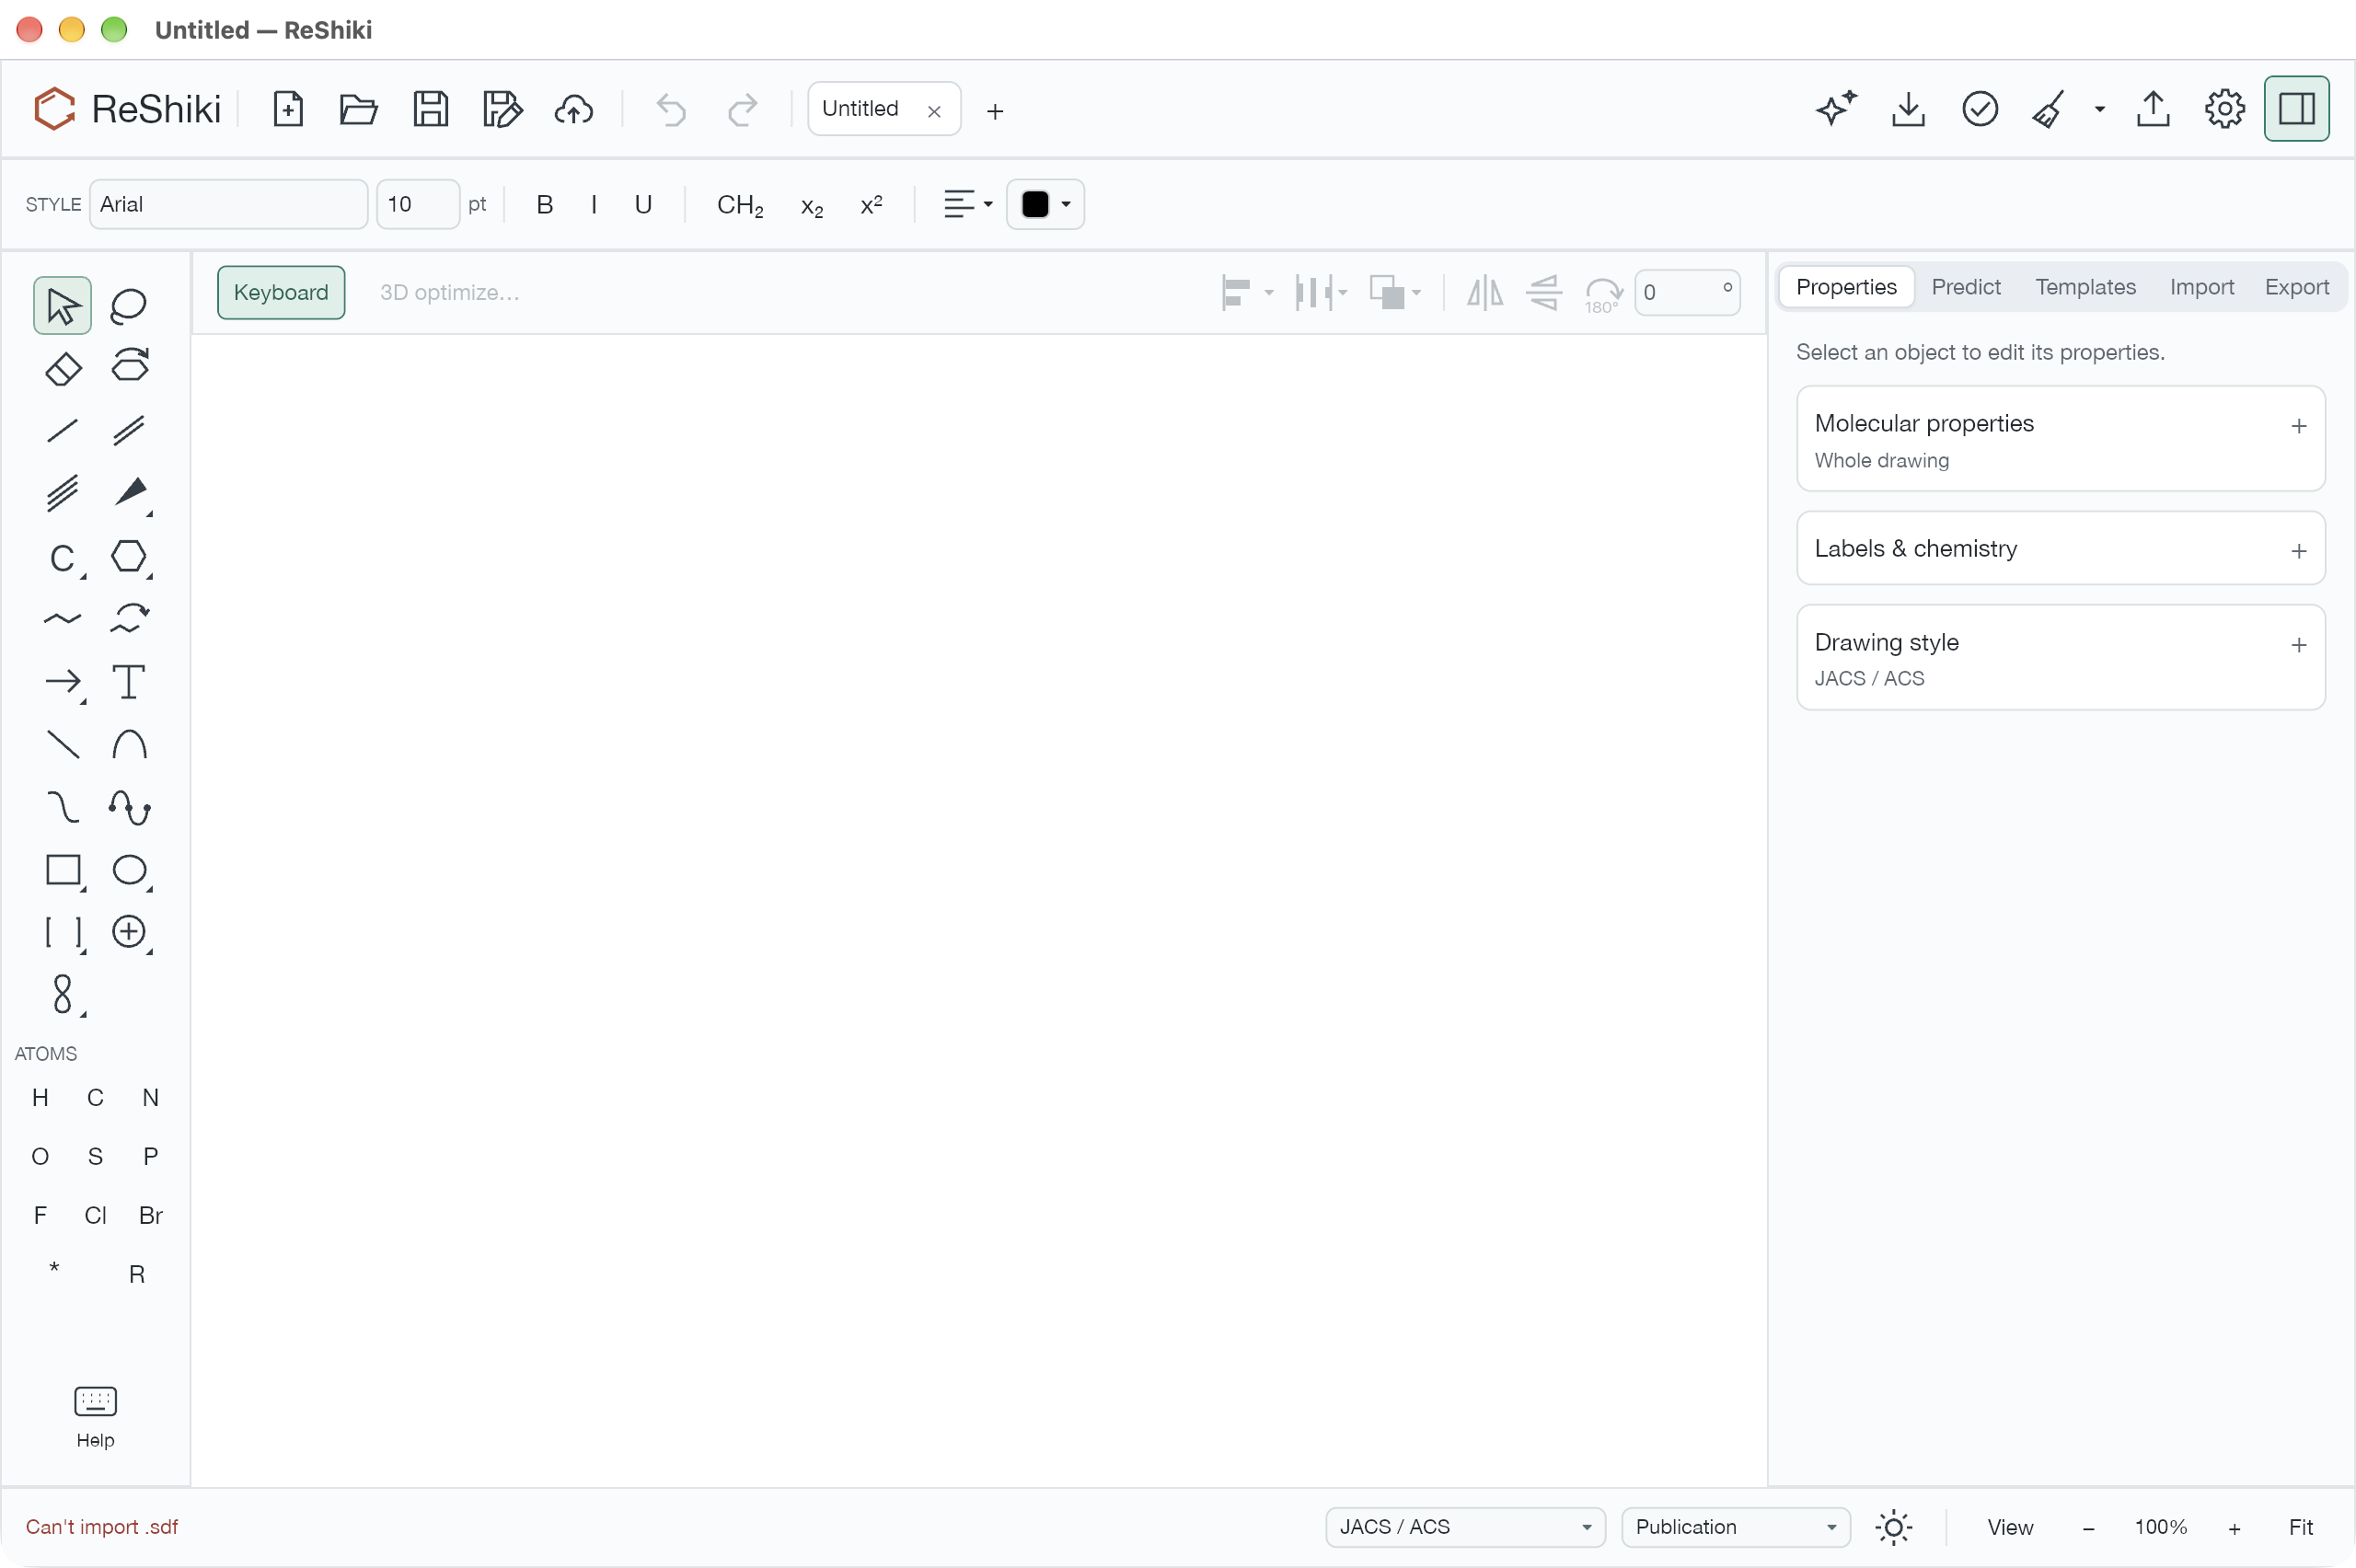 Untitled — ReShiki
ReShiki
Untitled × +
STYLE Arial 10 pt B I U CH₂ x₂ x²
Keyboard 3D optimize... 180° 0 °
Properties Predict Templates Import Export
Select an object to edit its properties.
Molecular properties +
Whole drawing
Labels & chemistry +
Drawing style +
JACS / ACS
C
T
[ ]
ATOMS
H C N
O S P
F Cl Br
* R
Help
Can't import .sdf
JACS / ACS Publication View − 100% + Fit